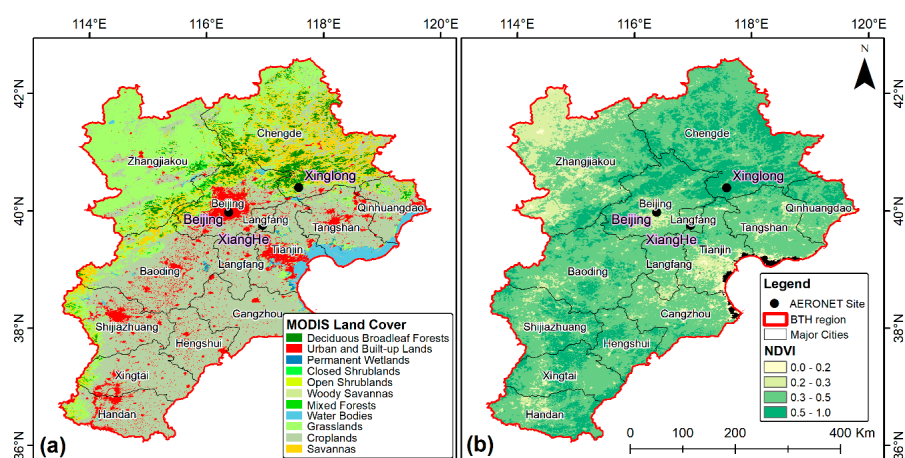 114°E 116°E 118°E 120°E 114°E 116°E 118°E 120°E
N
42°N
42°N
Chengde
Chengde
Zhangjiakou
Zhangjiakou
Xinglong
Xinglong
Beijing
Beijing
Qinhuangdao
Qinhuangdao
40°N
40°N
Beijing
Langfang
Beijing
Langfang
Tangshan
Tangshan
XiangHe
XiangHe
Tianjin
Tianjin
Langfang
Langfang
Baoding
Baoding
Cangzhou
Cangzhou
Shijiazhuang
Shijiazhuang
38°N
38°N
Hengshui
Hengshui
Xingtai
Xingtai
Handan
Handan
36°N
36°N
MODIS Land Cover
Deciduous Broadleaf Forests
Urban and Built-up Lands
Permanent Wetlands
Closed Shrublands
Open Shrublands
Woody Savannas
Mixed Forests
Water Bodies
Grasslands
Croplands
Savannas
(a)
Legend
AERONET Site
BTH region
Major Cities
NDVI
0.0 - 0.2
0.2 - 0.3
0.3 - 0.5
0.5 - 1.0
(b)
0 100 200 400 Km